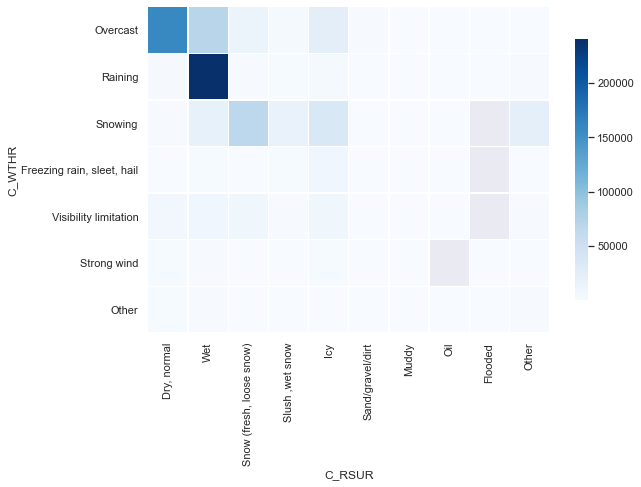 C_WTHR
Overcast
Raining
Snowing
Freezing rain, sleet, hail
Visibility limitation
Strong wind
Other
Dry, normal
Wet
Snow (fresh, loose snow)
Slush ,wet snow
Icy
Sand/gravel/dirt
Muddy
Oil
Flooded
Other
C_RSUR
200000
150000
100000
50000